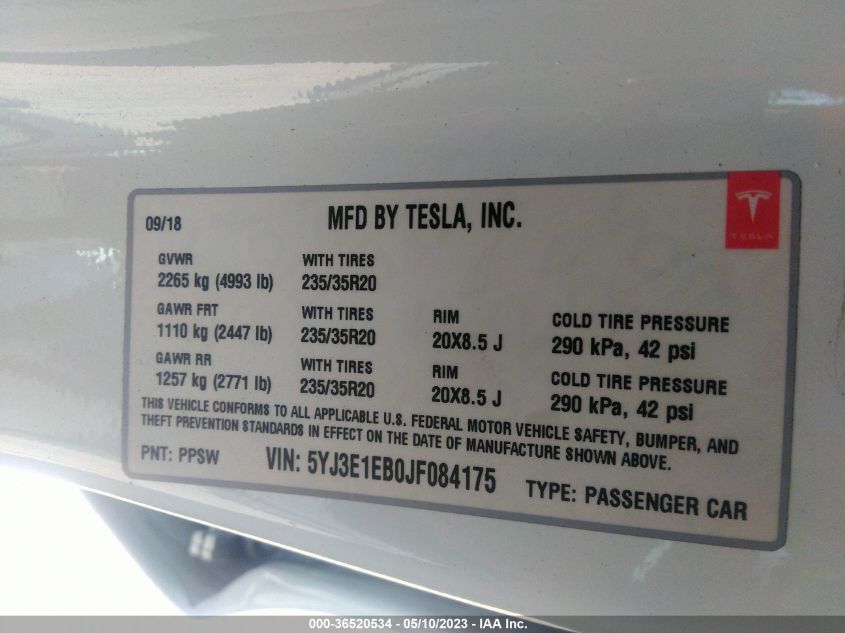 09/18
MFD BY TESLA, INC.
TESLA
GVWR
2265 kg (4993 lb)
WITH TIRES
235/35R20
GAWR FRT
1110 kg (2447 lb)
WITH TIRES
235/35R20
RIM
20X8.5 J
COLD TIRE PRESSURE
290 kPa, 42 psi
GAWR RR
1257 kg (2771 lb)
WITH TIRES
235/35R20
RIM
20X8.5 J
COLD TIRE PRESSURE
290 kPa, 42 psi
THIS VEHICLE CONFORMS TO ALL APPLICABLE U.S. FEDERAL MOTOR VEHICLE SAFETY, BUMPER, AND
THEFT PREVENTION STANDARDS IN EFFECT ON THE DATE OF MANUFACTURE SHOWN ABOVE.
PNT: PPSW
VIN: 5YJ3E1EB0JF084175
TYPE: PASSENGER CAR
000-36520534 - 05/10/2023 - IAA Inc.